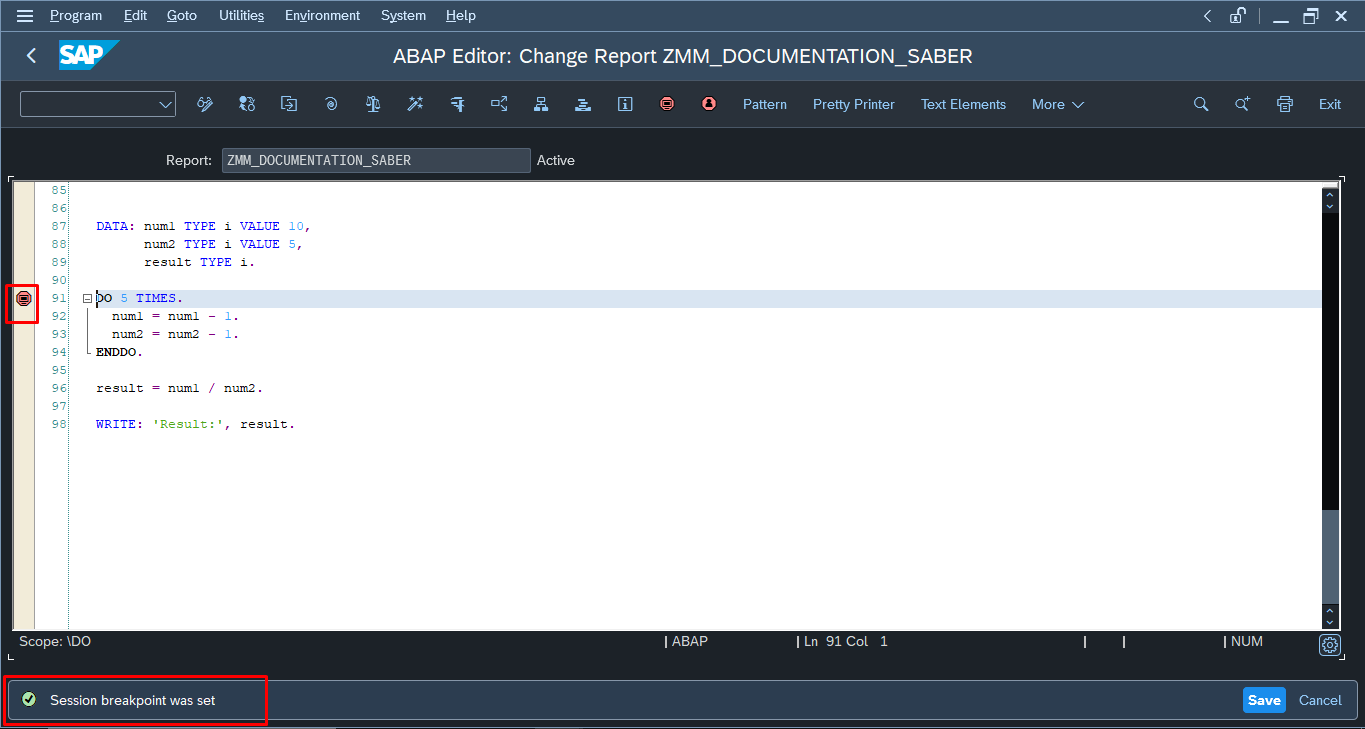 Program Edit Goto Utilities Environment System Help
SAP ABAP Editor: Change Report ZMM_DOCUMENTATION_SABER
Pattern Pretty Printer Text Elements More Exit
Report: ZMM_DOCUMENTATION_SABER Active
85
86
87 DATA: num1 TYPE i VALUE 10,
88 num2 TYPE i VALUE 5,
89 result TYPE i.
90
91 DO 5 TIMES.
92 num1 = num1 - 1.
93 num2 = num2 - 1.
94 ENDDO.
95
96 result = num1 / num2.
97
98 WRITE: 'Result:', result.
Scope: \DO | ABAP | Ln 91 Col 1 | | | NUM
Session breakpoint was set Save Cancel